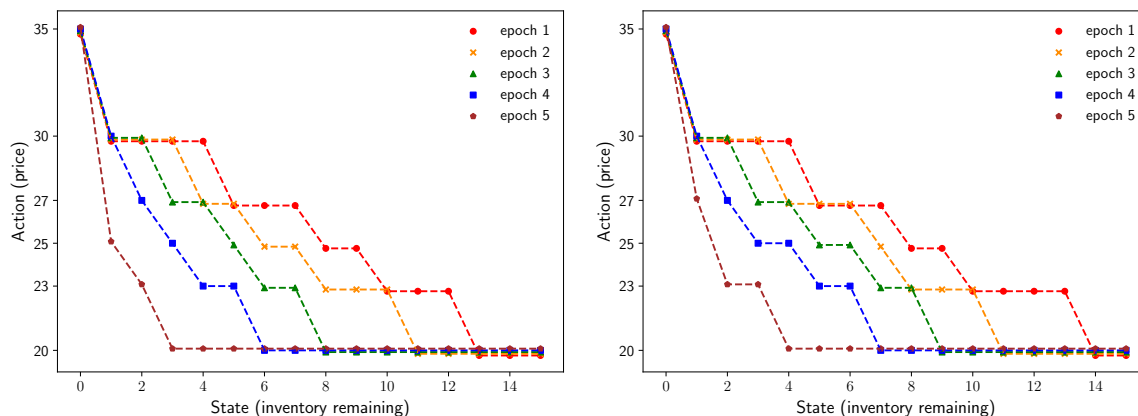 35
30
27
25
23
20
Action (price)
0 2 4 6 8 10 12 14
State (inventory remaining)
epoch 1
epoch 2
epoch 3
epoch 4
epoch 5
35
30
27
25
23
20
Action (price)
0 2 4 6 8 10 12 14
State (inventory remaining)
epoch 1
epoch 2
epoch 3
epoch 4
epoch 5